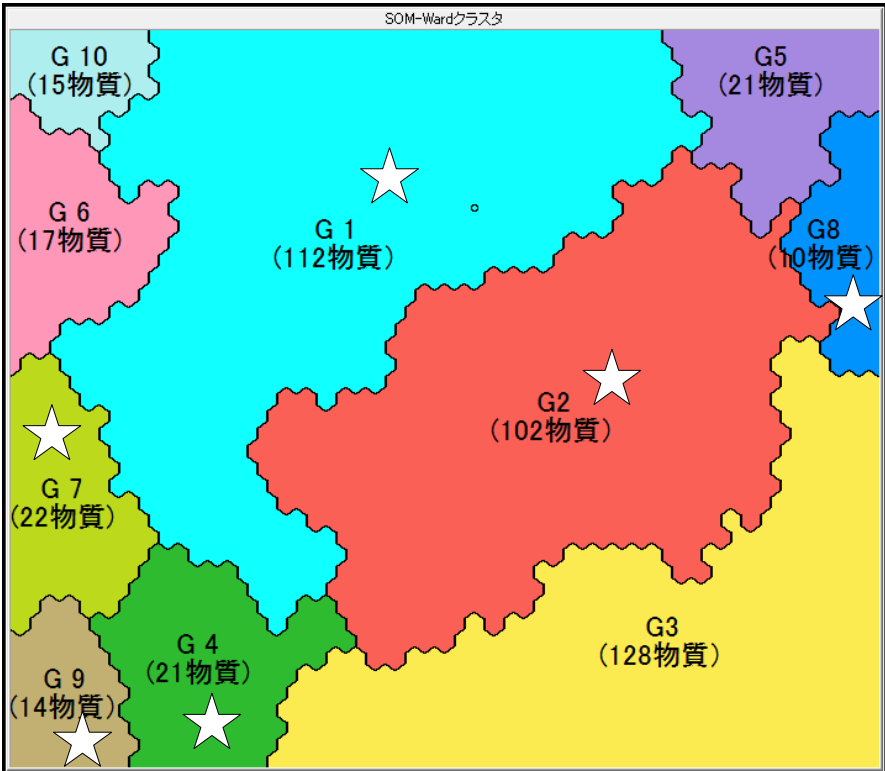 SOM-Wardクラスタ
G 10
(15物質)
G5
(21物質)
G 6
(17物質)
G 1
(112物質)
G8
(10物質)
G2
(102物質)
G 7
(22物質)
G 4
(21物質)
G3
(128物質)
G 9
(14物質)